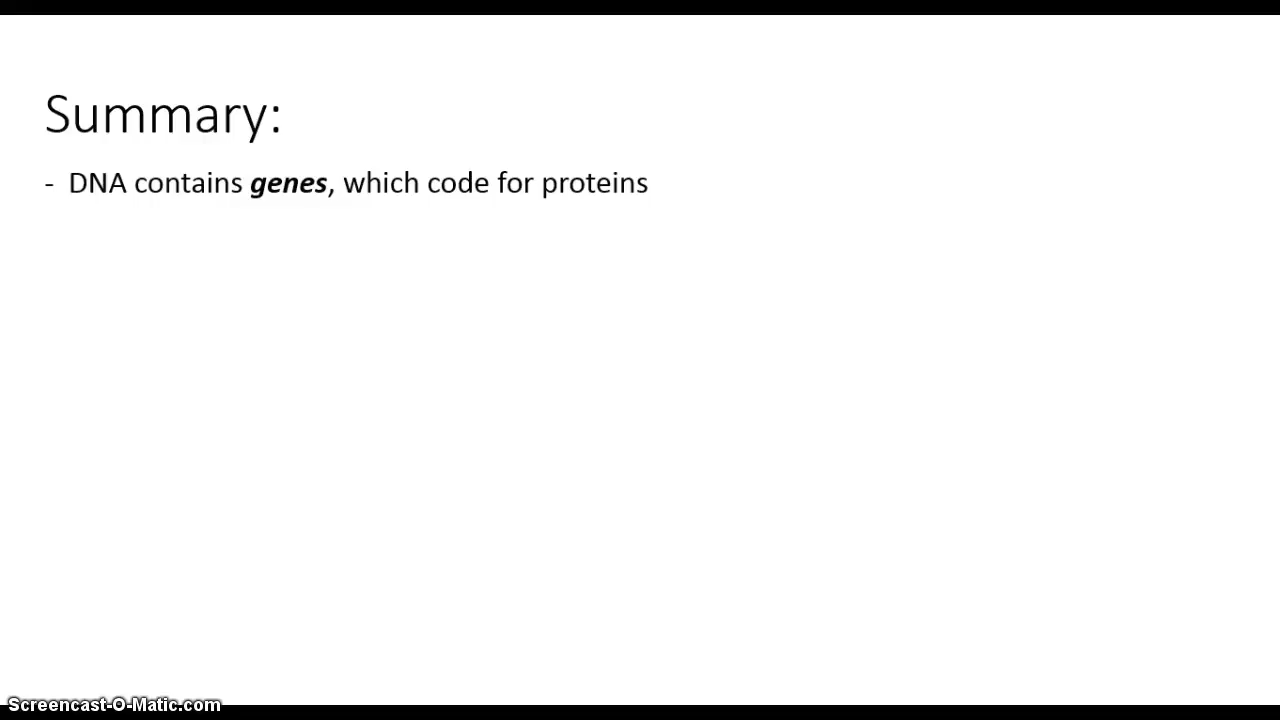 Summary:
- DNA contains genes, which code for proteins
Screencast-O-Matic.com